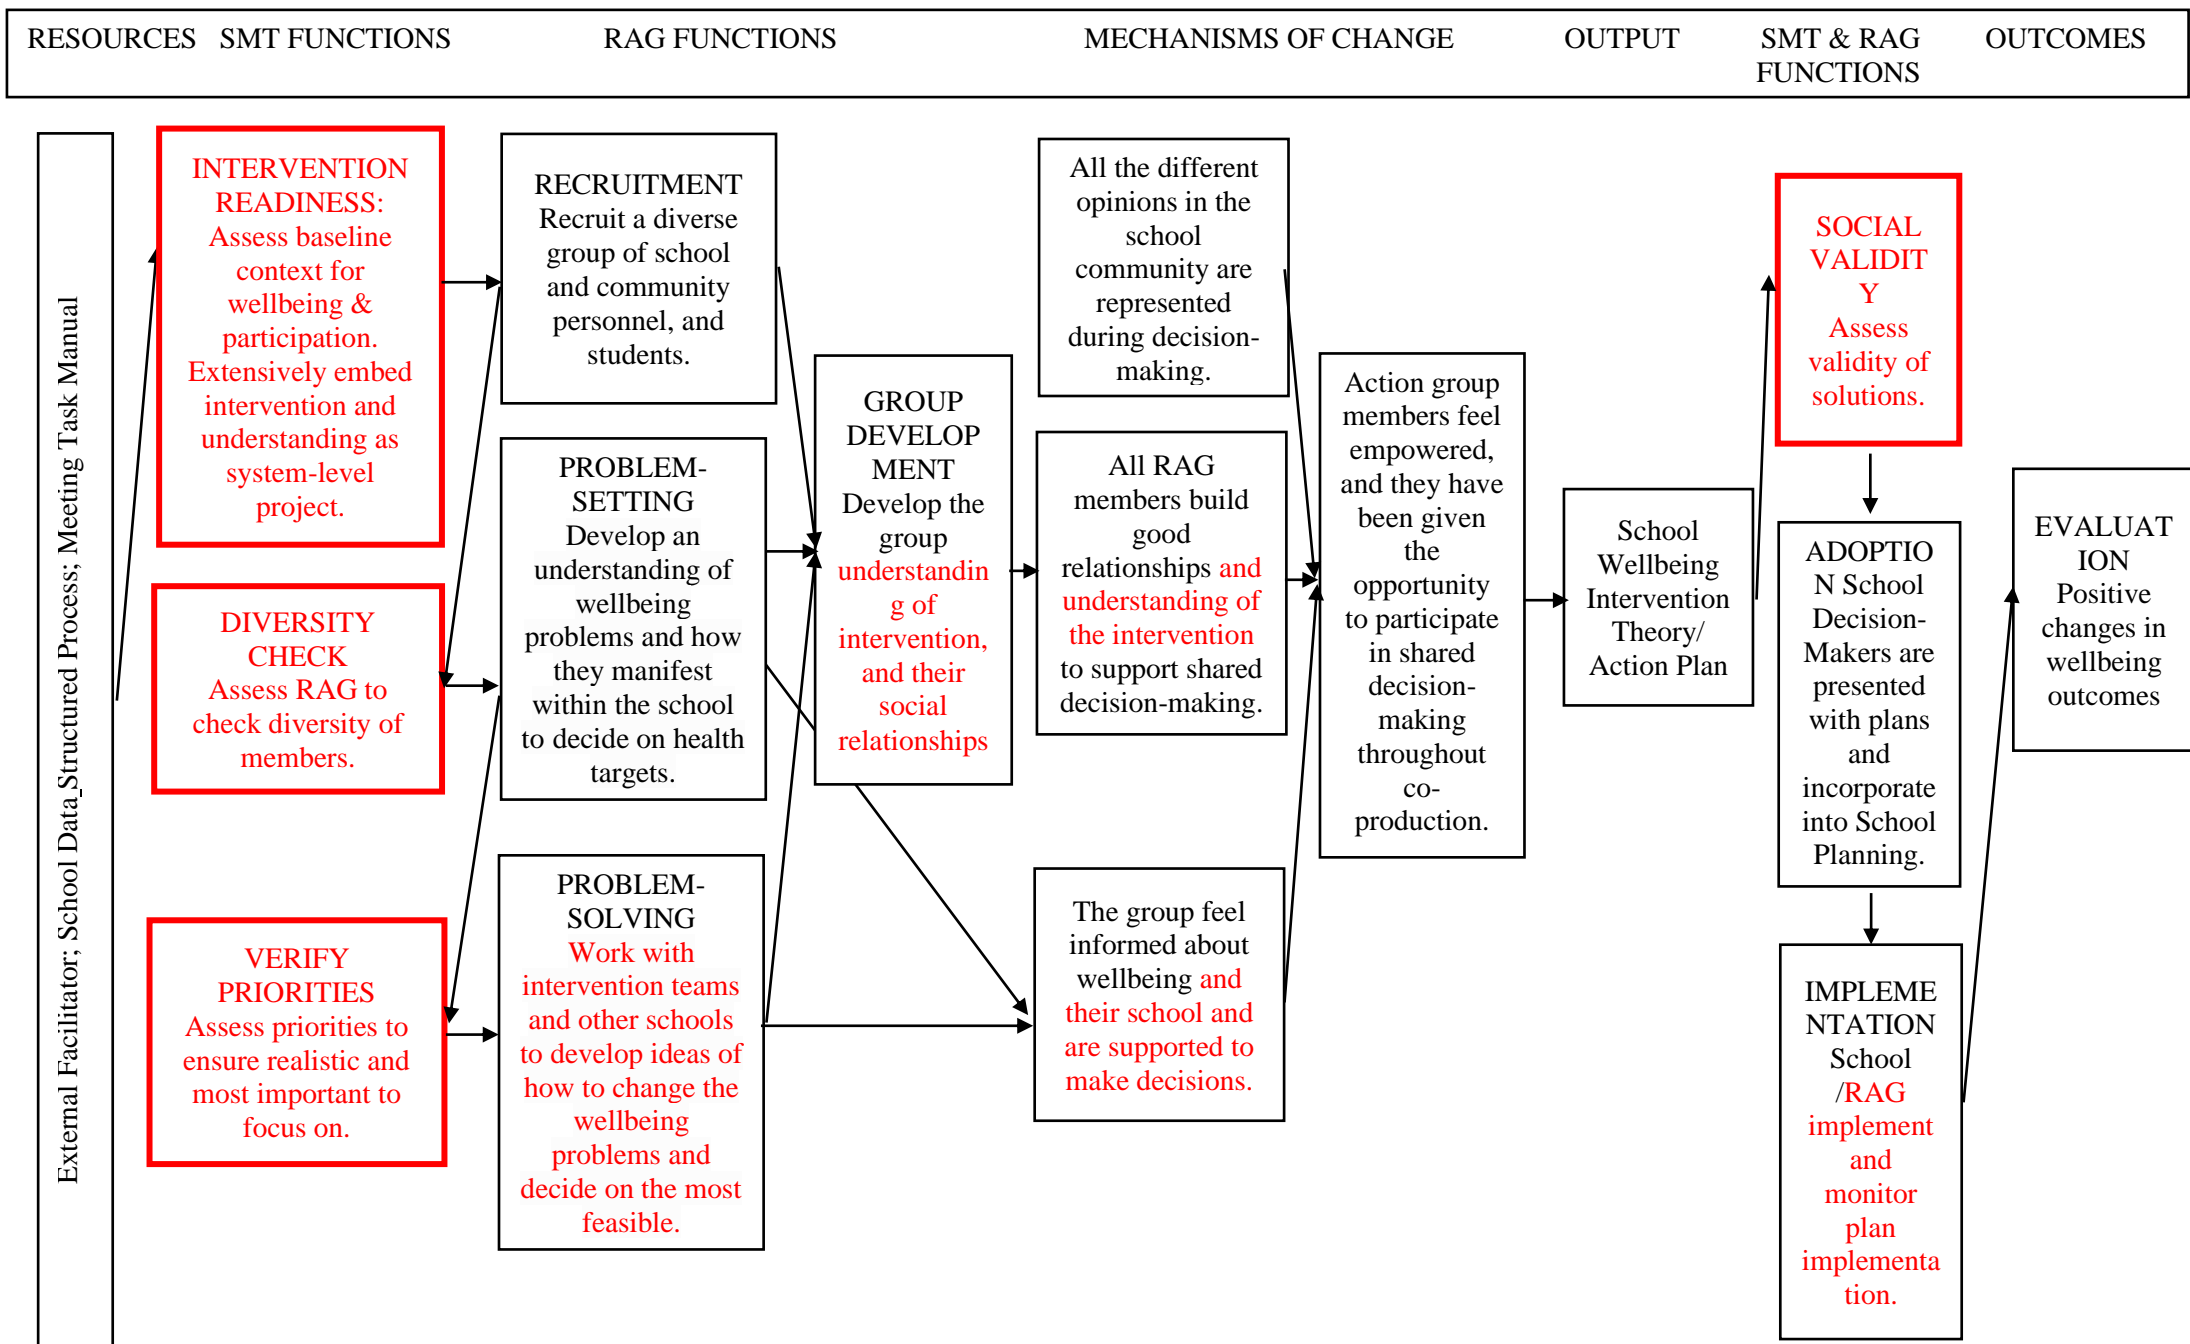 RESOURCES SMT FUNCTIONS RAG FUNCTIONS MECHANISMS OF CHANGE OUTPUT SMT & RAG FUNCTIONS OUTCOMES
External Facilitator; School Data Structured Process; Meeting Task Manual
INTERVENTION
READINESS:
Assess baseline
context for
wellbeing &
participation.
Extensively embed
intervention and
understanding as
system-level
project.
DIVERSITY
CHECK
Assess RAG to
check diversity of
members.
VERIFY
PRIORITIES
Assess priorities to
ensure realistic and
most important to
focus on.
RECRUITMENT
Recruit a diverse
group of school
and community
personnel, and
students.
PROBLEM-
SETTING
Develop an
understanding of
wellbeing
problems and how
they manifest
within the school
to decide on health
targets.
PROBLEM-
SOLVING
Work with
intervention teams
and other schools
to develop ideas of
how to change the
wellbeing
problems and
decide on the most
feasible.
GROUP
DEVELOP
MENT
Develop the
group
understandin
g of
intervention,
and their
social
relationships
All the different
opinions in the
school
community are
represented
during decision-
making.
All RAG
members build
good
relationships and
understanding of
the intervention
to support shared
decision-making.
The group feel
informed about
wellbeing and
their school and
are supported to
make decisions.
Action group
members feel
empowered,
and they have
been given
the
opportunity
to participate
in shared
decision-
making
throughout
co-
production.
School
Wellbeing
Intervention
Theory/
Action Plan
SOCIAL
VALIDIT
Y
Assess
validity of
solutions.
ADOPTIO
N School
Decision-
Makers are
presented
with plans
and
incorporate
into School
Planning.
IMPLEME
NTATION
School
/RAG
implement
and
monitor
plan
implementa
tion.
EVALUAT
ION
Positive
changes in
wellbeing
outcomes